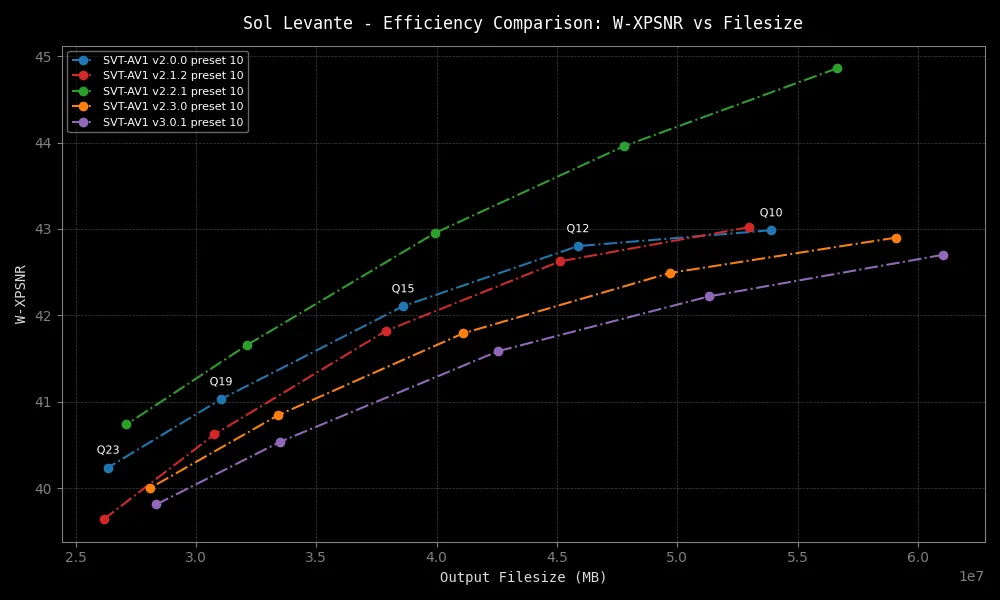 Sol Levante - Efficiency Comparison: W-XPSNR vs Filesize
SVT-AV1 v2.0.0 preset 10
SVT-AV1 v2.1.2 preset 10
SVT-AV1 v2.2.1 preset 10
SVT-AV1 v2.3.0 preset 10
SVT-AV1 v3.0.1 preset 10
45
44
43
42
41
40
W-XPSNR
Q23
Q19
Q15
Q12
Q10
2.5
3.0
3.5
4.0
4.5
5.0
5.5
6.0
1e7
Output Filesize (MB)